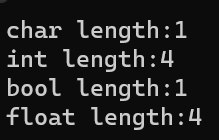 char length:1
int length:4
bool length:1
float length:4